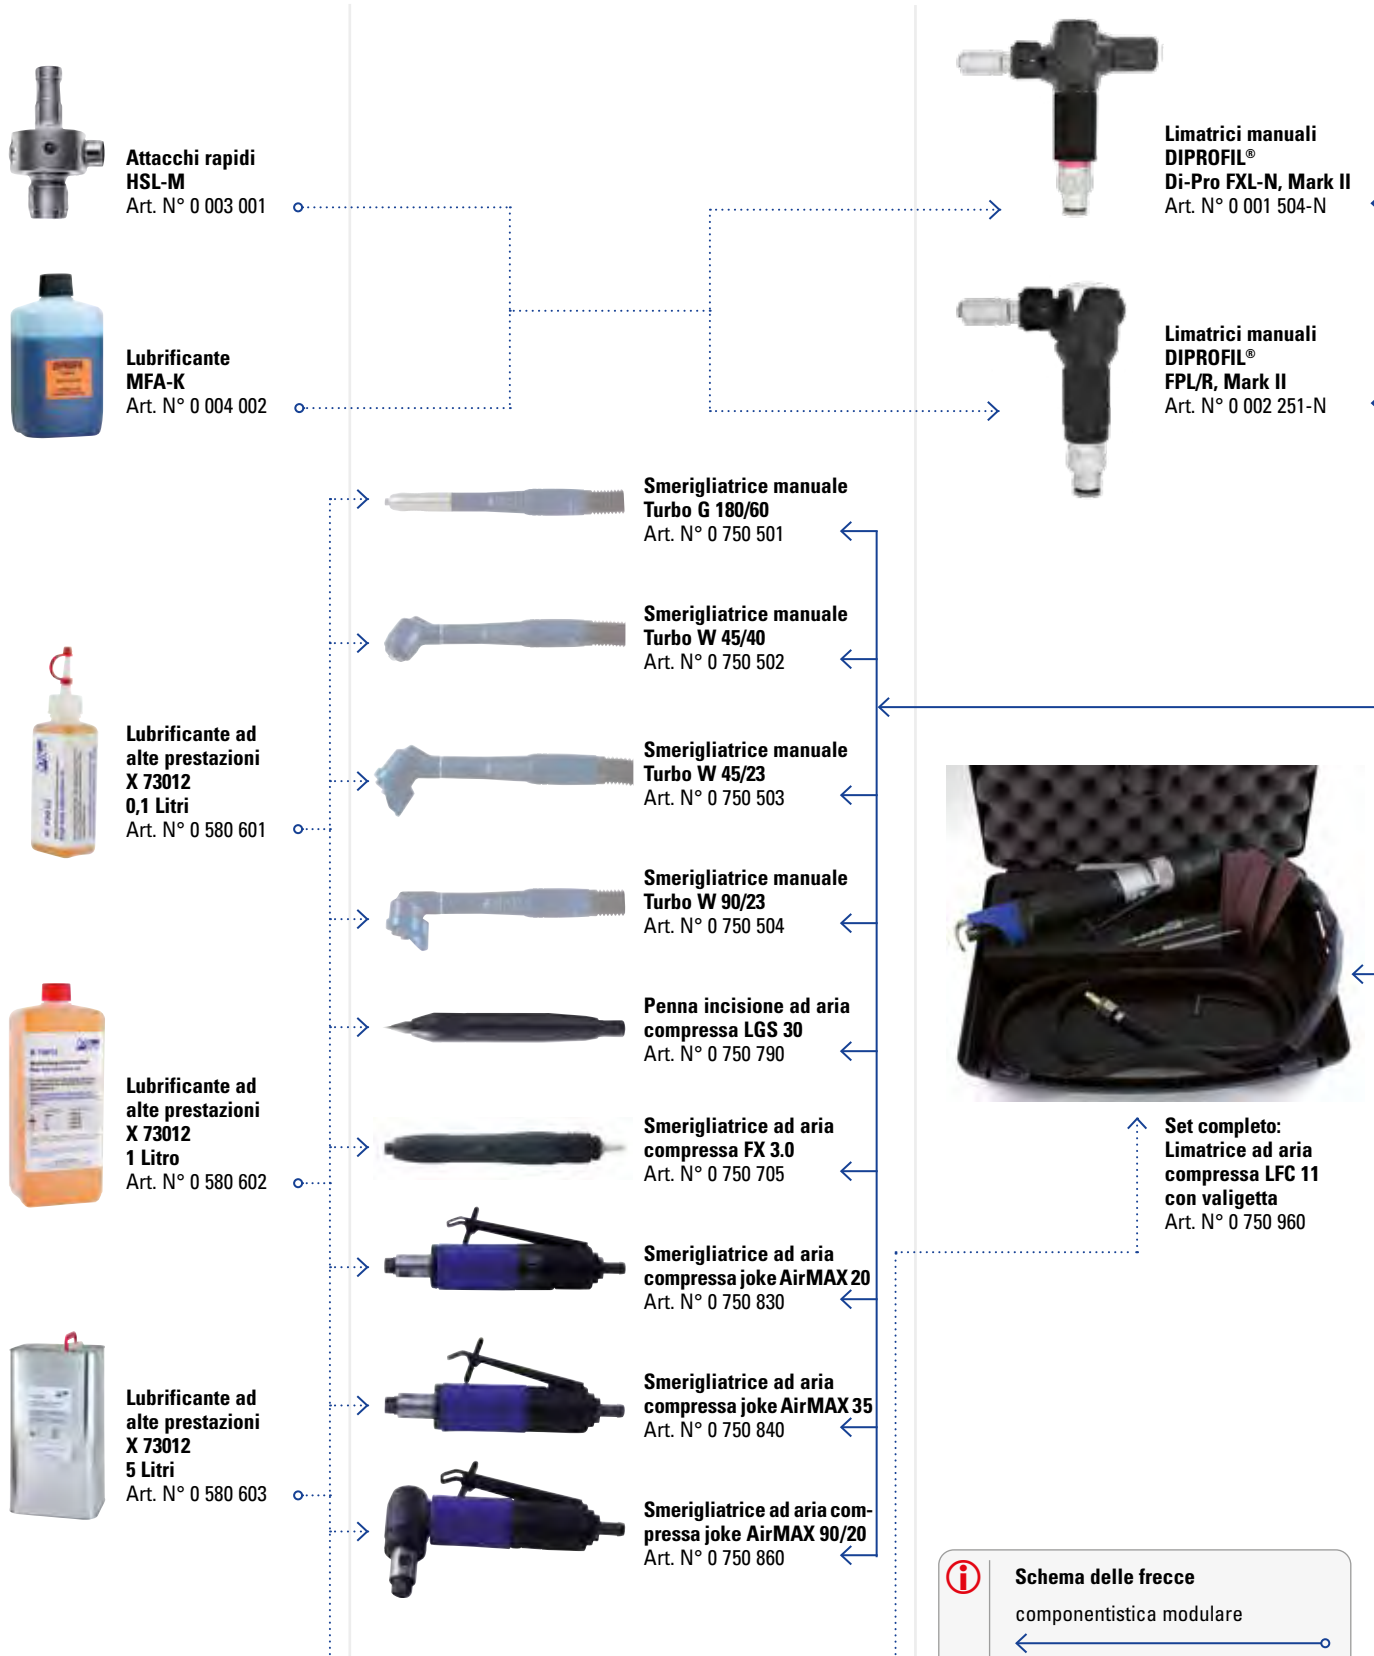 Attacchi rapidi
HSL-M
Art. N° 0 003 001
Lubrificante
MFA-K
Art. N° 0 004 002
Lubrificante ad
alte prestazioni
X 73012
0,1 Litri
Art. N° 0 580 601
Lubrificante ad
alte prestazioni
X 73012
1 Litro
Art. N° 0 580 602
Lubrificante ad
alte prestazioni
X 73012
5 Litri
Art. N° 0 580 603
Smerigliatrice manuale
Turbo G 180/60
Art. N° 0 750 501
Smerigliatrice manuale
Turbo W 45/40
Art. N° 0 750 502
Smerigliatrice manuale
Turbo W 45/23
Art. N° 0 750 503
Smerigliatrice manuale
Turbo W 90/23
Art. N° 0 750 504
Penna incisione ad aria
compressa LGS 30
Art. N° 0 750 790
Smerigliatrice ad aria
compressa FX 3.0
Art. N° 0 750 705
Smerigliatrice ad aria
compressa joke AirMAX 20
Art. N° 0 750 830
Smerigliatrice ad aria
compressa joke AirMAX 35
Art. N° 0 750 840
Smerigliatrice ad aria com-
pressa joke AirMAX 90/20
Art. N° 0 750 860
Limatrici manuali
DIPROFIL®
Di-Pro FXL-N, Mark II
Art. N° 0 001 504-N
Limatrici manuali
DIPROFIL®
FPL/R, Mark II
Art. N° 0 002 251-N
Set completo:
Limatrice ad aria
compressa LFC 11
con valigetta
Art. N° 0 750 960
Schema delle frecce
componentistica modulare